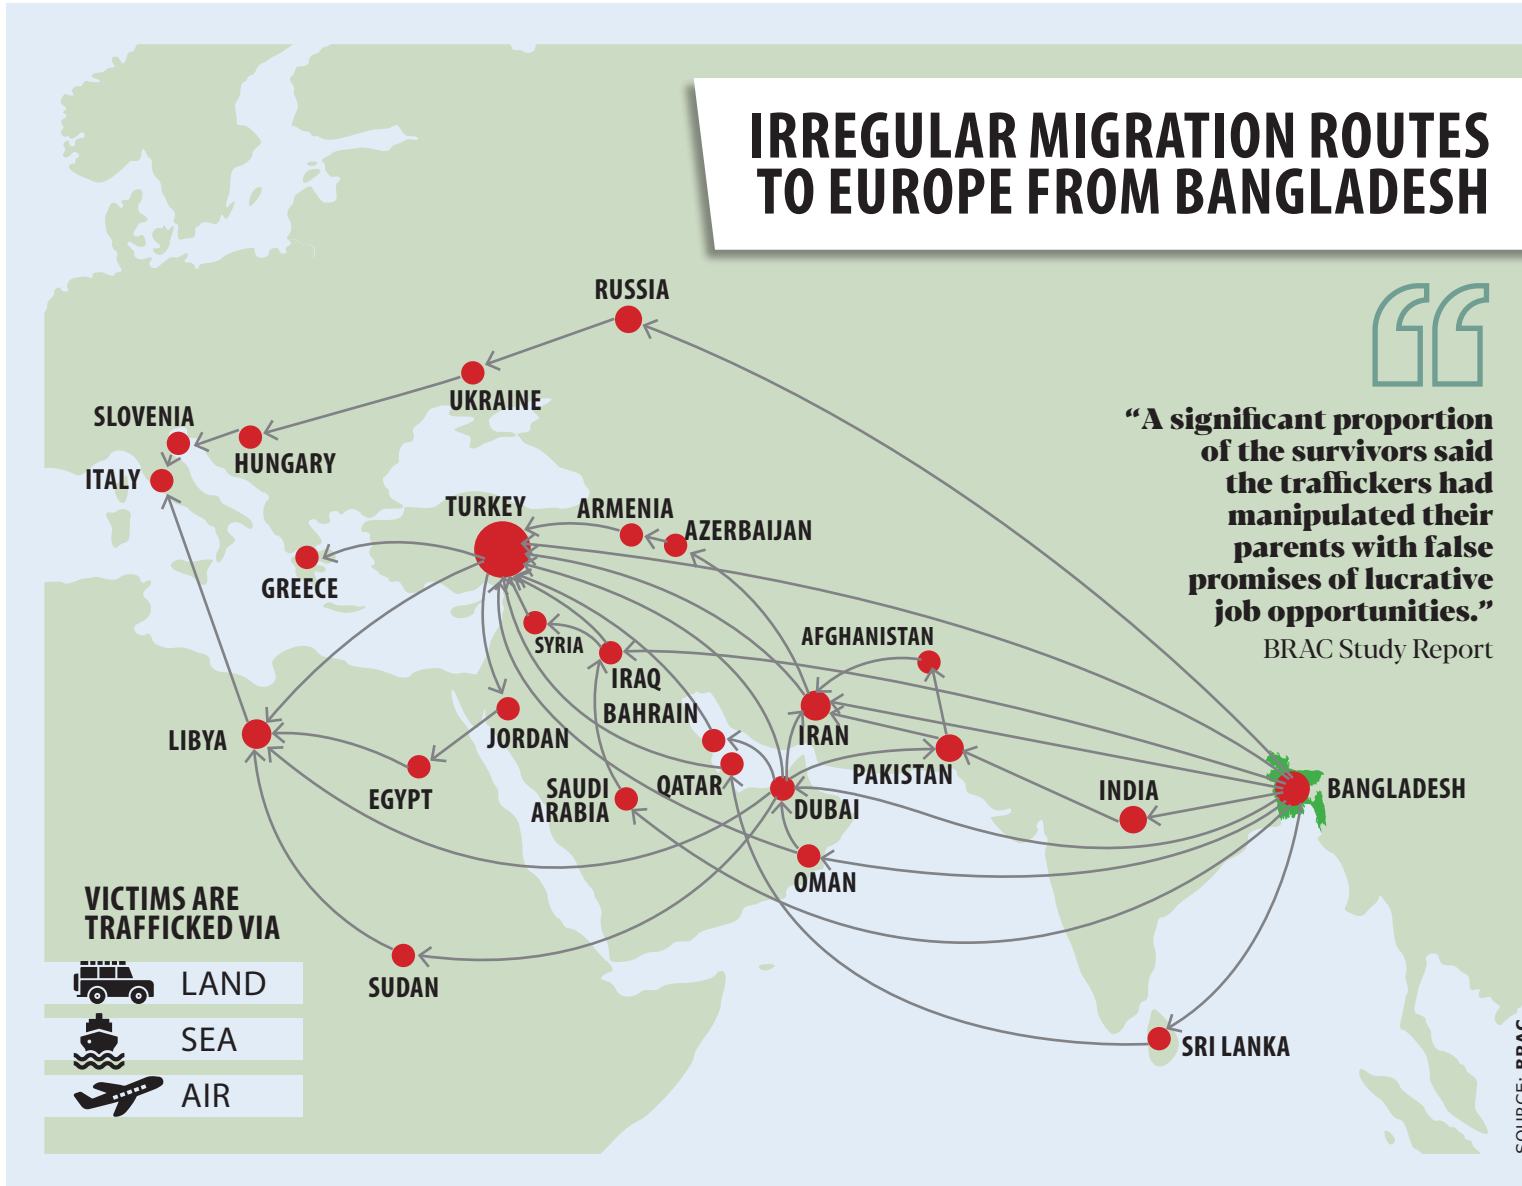 IRREGULAR MIGRATION ROUTES
TO EUROPE FROM BANGLADESH
“A significant proportion
of the survivors said
the traffickers had
manipulated their
parents with false
promises of lucrative
job opportunities.”
BRAC Study Report
RUSSIA
UKRAINE
SLOVENIA
HUNGARY
ITALY
TURKEY
ARMENIA
AZERBAIJAN
GREECE
SYRIA
AFGHANISTAN
IRAQ
BAHRAIN
IRAN
JORDAN
LIBYA
PAKISTAN
EGYPT
SAUDI
ARABIA
QATAR
DUBAI
INDIA
BANGLADESH
OMAN
SUDAN
SRI LANKA
VICTIMS ARE
TRAFFICKED VIA
LAND
SEA
AIR
SOURCE: BRAC